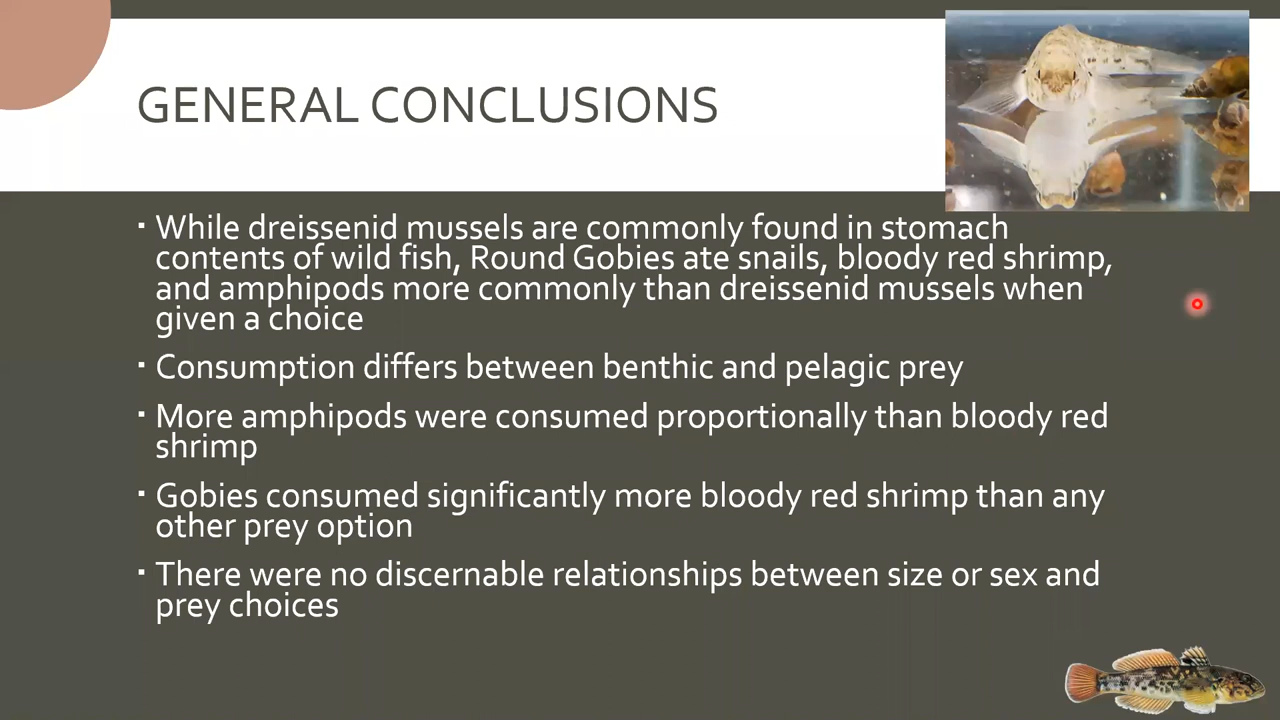 GENERAL CONCLUSIONS
▪ While dreissenid mussels are commonly found in stomach
contents of wild fish, Round Gobies ate snails, bloody red shrimp,
and amphipods more commonly than dreissenid mussels when
given a choice
▪ Consumption differs between benthic and pelagic prey
▪ More amphipods were consumed proportionally than bloody red
shrimp
▪ Gobies consumed significantly more bloody red shrimp than any
other prey option
▪ There were no discernable relationships between size or sex and
prey choices